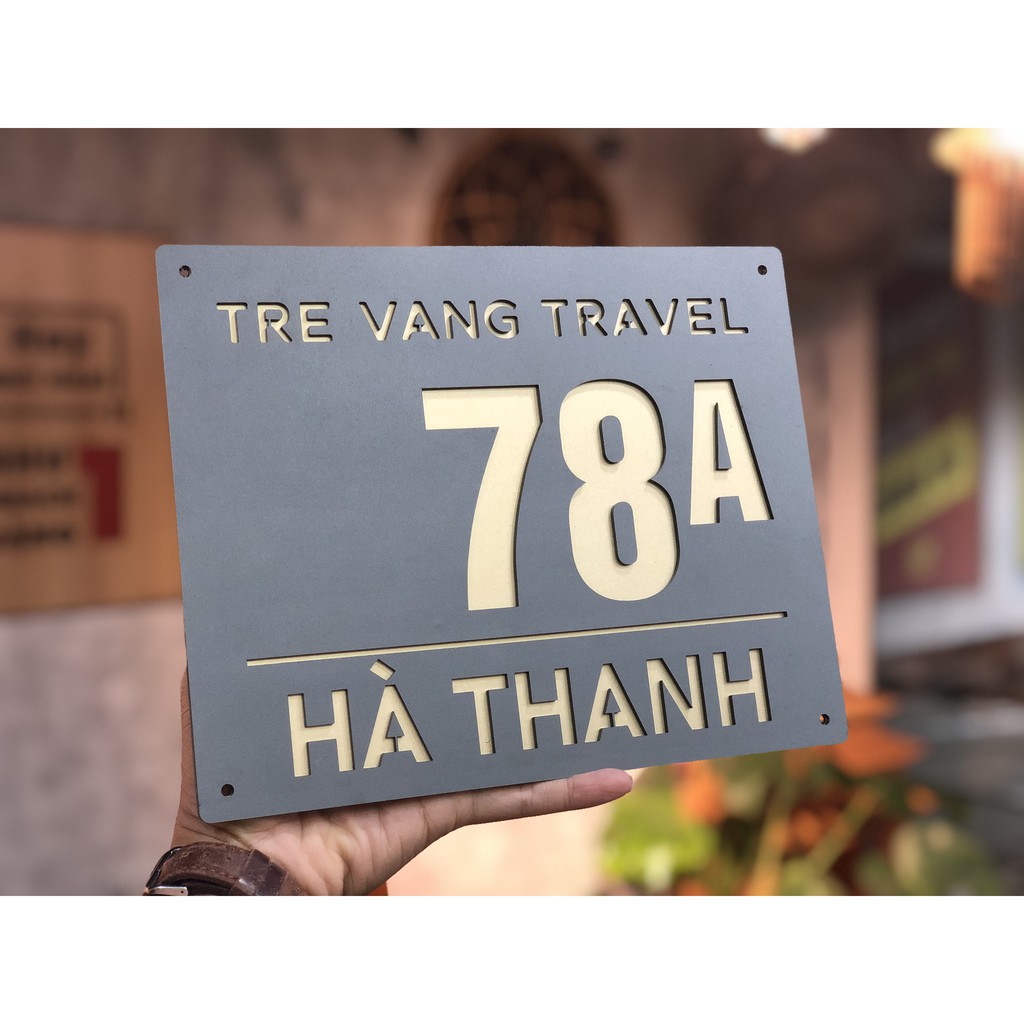 TRE VANG TRAVEL
78A
HÀ THANH